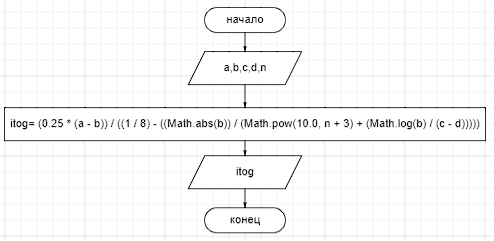 начало
a,b,c,d,n
itog= (0.25 * (a - b)) / ((1 / 8) - ((Math.abs(b)) / (Math.pow(10.0, n + 3) + (Math.log(b) / (c - d)))))
itog
конец